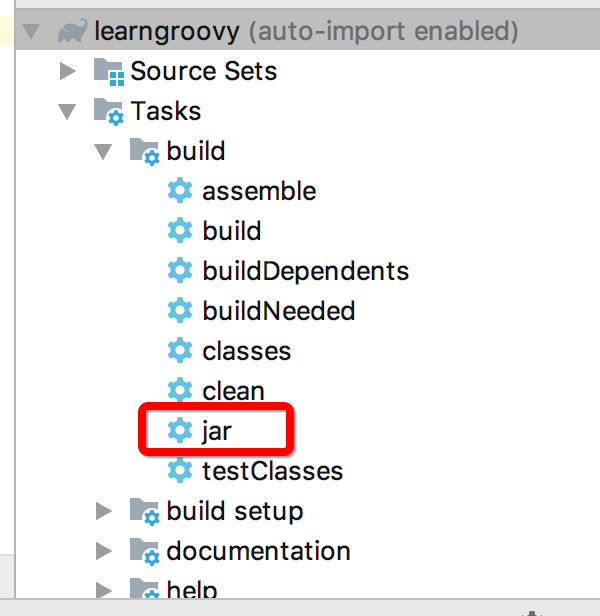 learngroovy (auto-import enabled)
Source Sets
Tasks
build
assemble
build
buildDependents
buildNeeded
classes
clean
jar
testClasses
build setup
documentation
help